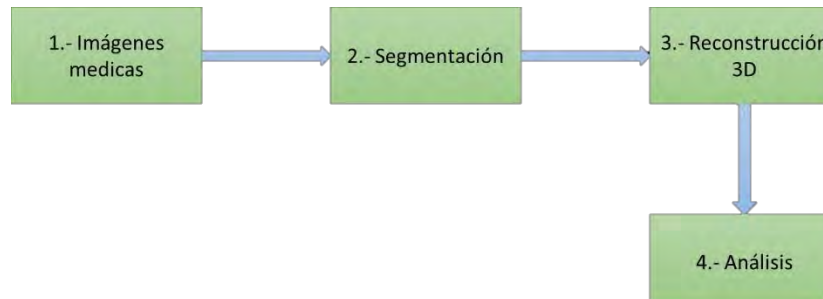 1.- Imágenes
medicas
2.- Segmentación
3.- Reconstrucción
3D
4.- Análisis